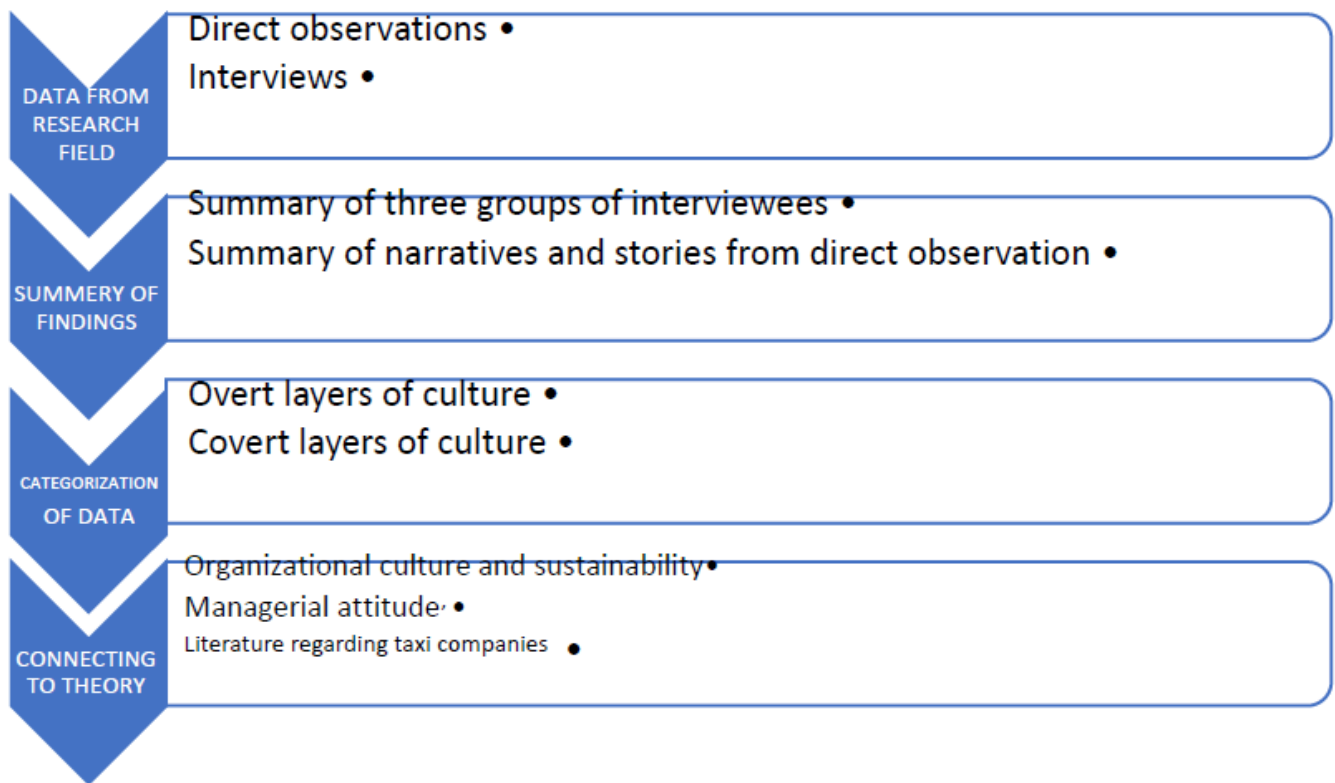 DATA FROM
RESEARCH
FIELD
Direct observations •
Interviews •
SUMMERY OF
FINDINGS
Summary of three groups of interviewees •
Summary of narratives and stories from direct observation •
CATEGORIZATION
OF DATA
Overt layers of culture •
Covert layers of culture •
CONNECTING
TO THEORY
Organizational culture and sustainability•
Managerial attitude, •
Literature regarding taxi companies •